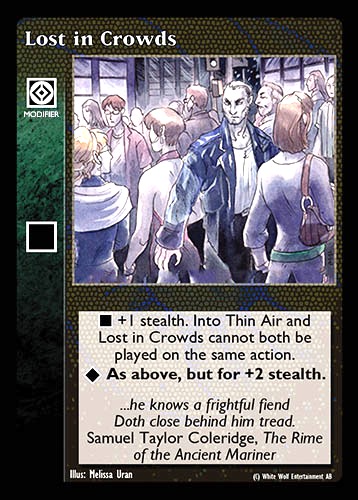 Lost in Crowds
MODIFIER
+1 stealth. Into Thin Air and
Lost in Crowds cannot both be
played on the same action.
As above, but for +2 stealth.
...he knows a frightful fiend
Doth close behind him tread.
Samuel Taylor Coleridge, The Rime
of the Ancient Mariner
Illus: Melissa Uran
(C) White Wolf Entertainment AB